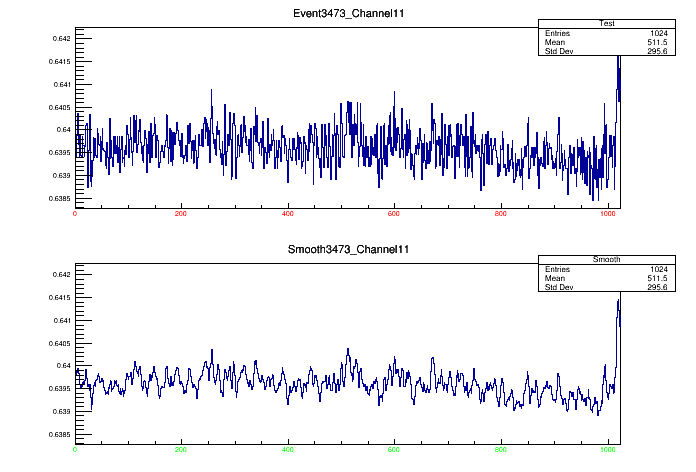 Event3473_Channel11
Test
Entries 1024
Mean 511.5
Std Dev 295.6
0.642
0.6415
0.641
0.6405
0.64
0.6395
0.639
0.6385
0 200 400 600 800 1000
Smooth3473_Channel11
Smooth
Entries 1024
Mean 511.5
Std Dev 295.6
0.642
0.6415
0.641
0.6405
0.64
0.6395
0.639
0.6385
0 200 400 600 800 1000